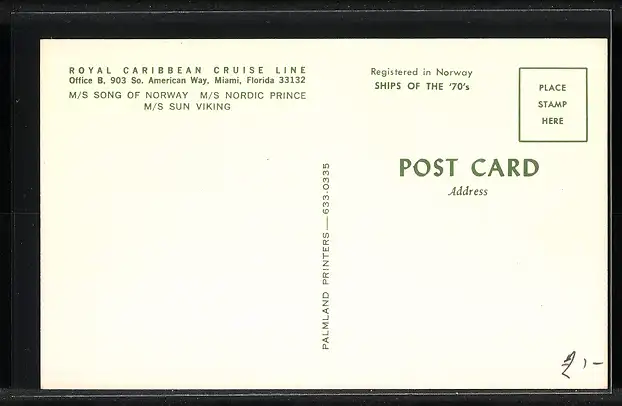 ROYAL CARIBBEAN CRUISE LINE
Office B, 903 So. American Way, Miami, Florida 33132
M/S SONG OF NORWAY M/S NORDIC PRINCE
M/S SUN VIKING
Registered in Norway
SHIPS OF THE '70's
PLACE
STAMP
HERE
POST CARD
Address
PALMLAND PRINTERS—633-0335